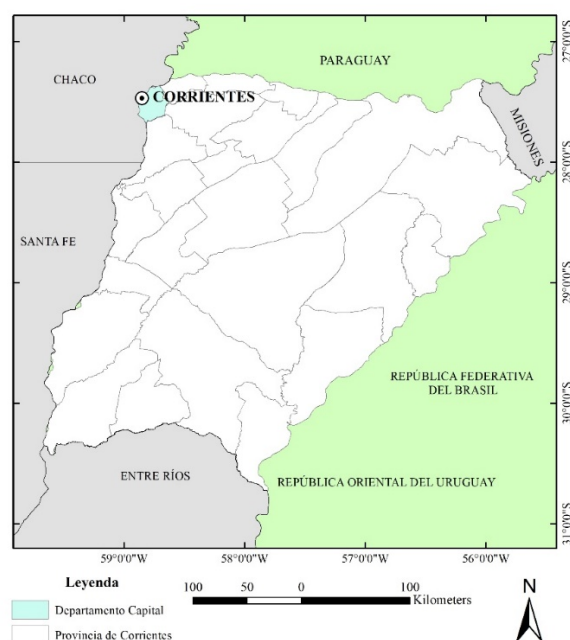 27°0'0"S
PARAGUAY
CHACO
CORRIENTES
MISIONES
28°0'0"S
SANTA FE
29°0'0"S
REPÚBLICA FEDERATIVA
DEL BRASIL
30°0'0"S
ENTRE RÍOS
REPÚBLICA ORIENTAL DEL URUGUAY
31°0'0"S
59°0'0"W
58°0'0"W
57°0'0"W
56°0'0"W
Leyenda
100 50 0 100
Kilometers
N
Departamento Capital
Provincia de Corrientes